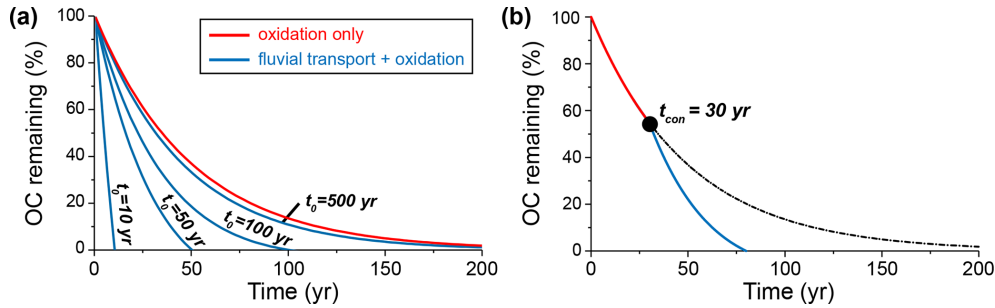 (a)
100
80
60
40
20
0
OC remaining (%)
oxidation only
fluvial transport + oxidation
t0=10 yr
t0=50 yr
t0=100 yr
t0=500 yr
0
50
100
150
200
Time (yr)
(b)
100
80
60
40
20
0
OC remaining (%)
tcon = 30 yr
0
50
100
150
200
Time (yr)